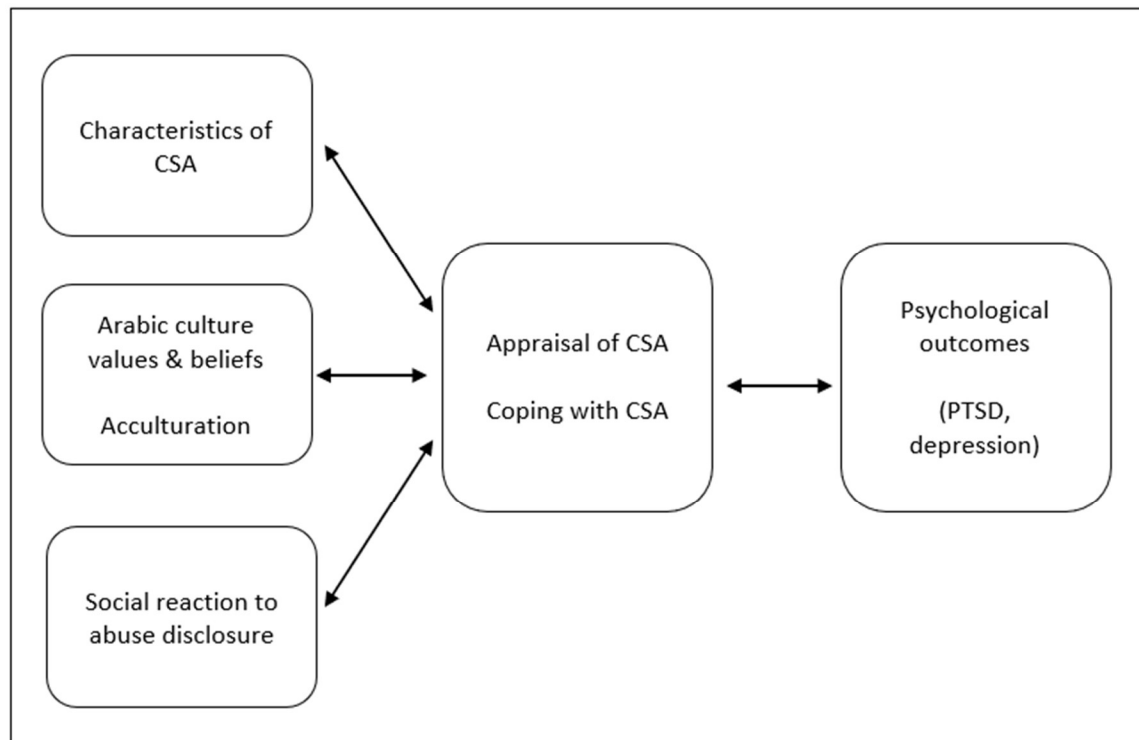 Characteristics of
CSA
Arabic culture
values & beliefs
Acculturation
Social reaction to
abuse disclosure
Appraisal of CSA
Coping with CSA
Psychological
outcomes
(PTSD,
depression)